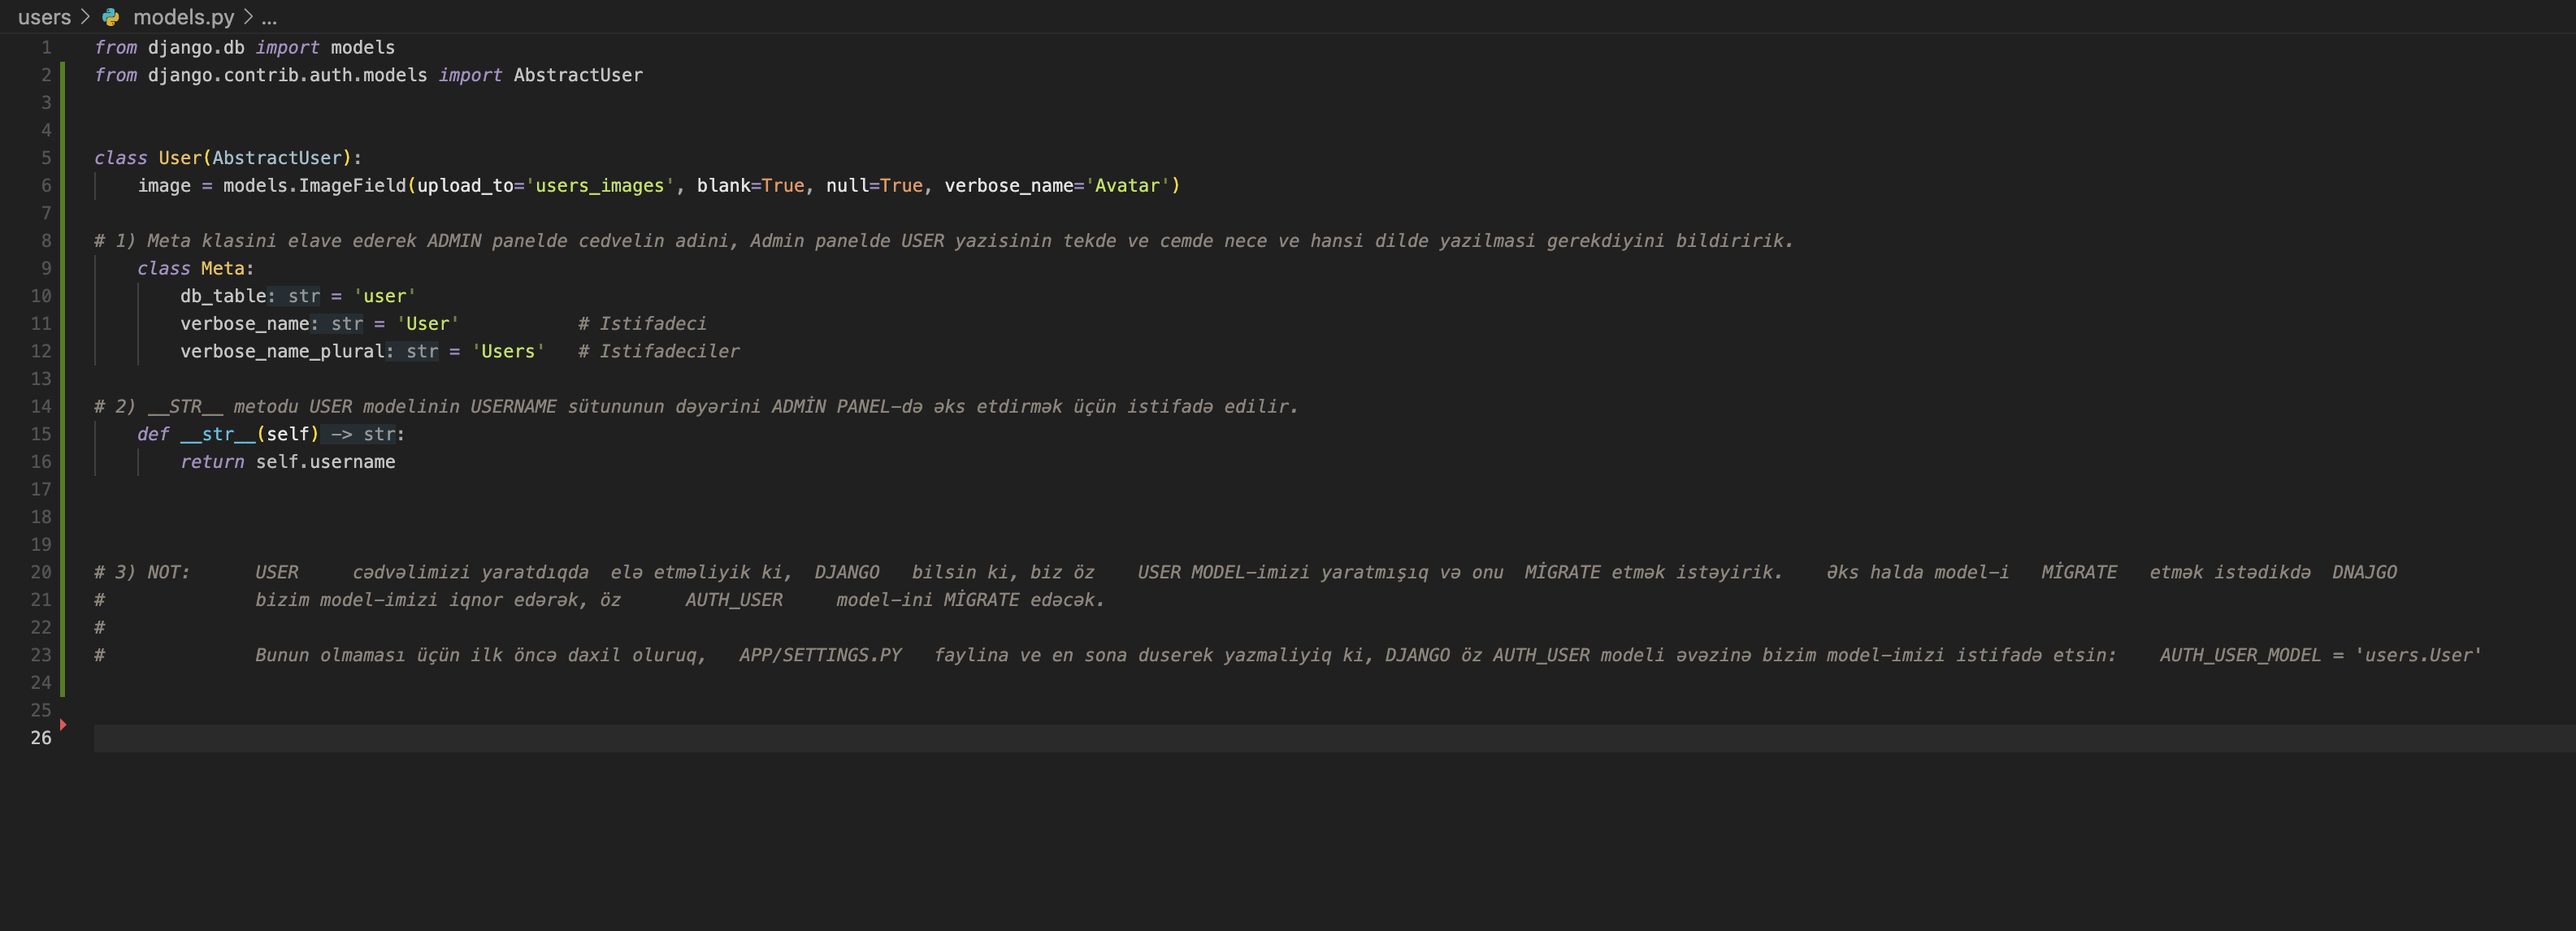 users > models.py > ...
1 from django.db import models
2 from django.contrib.auth.models import AbstractUser
3
4
5 class User(AbstractUser):
6     image = models.ImageField(upload_to='users_images', blank=True, null=True, verbose_name='Avatar')
7
8 # 1) Meta klasini elave ederek ADMIN panelde cedvelin adini, Admin panelde USER yazisinin tekde ve cemde nece ve hansi dilde yazilmasi gerekdiyini bildiririk.
9     class Meta:
10         db_table: str = 'user'
11         verbose_name: str = 'User'           # Istifadeci
12         verbose_name_plural: str = 'Users'   # Istifadeciler
13
14 # 2) __STR__ metodu USER modelinin USERNAME sütununun dəyərini ADMİN PANEL-də əks etdirmək üçün istifadə edilir.
15     def __str__(self) -> str:
16         return self.username
17
18
19
20 # 3) NOT:      USER     cədvəlimizi yaratdıqda  elə etməliyik ki,  DJANGO   bilsin ki, biz öz    USER MODEL-imizi yaratmışıq və onu  MİGRATE etmək istəyirik.    Əks halda model-i   MİGRATE   etmək istədikdə  DNAJGO
21 #              bizim model-imizi iqnor edərək, öz      AUTH_USER     model-ini MİGRATE edəcək.
22 #
23 #              Bunun olmaması üçün ilk öncə daxil oluruq,   APP/SETTINGS.PY   faylina ve en sona duserek yazmaliyiq ki, DJANGO öz AUTH_USER modeli əvəzinə bizim model-imizi istifadə etsin:    AUTH_USER_MODEL = 'users.User'
24
25
26